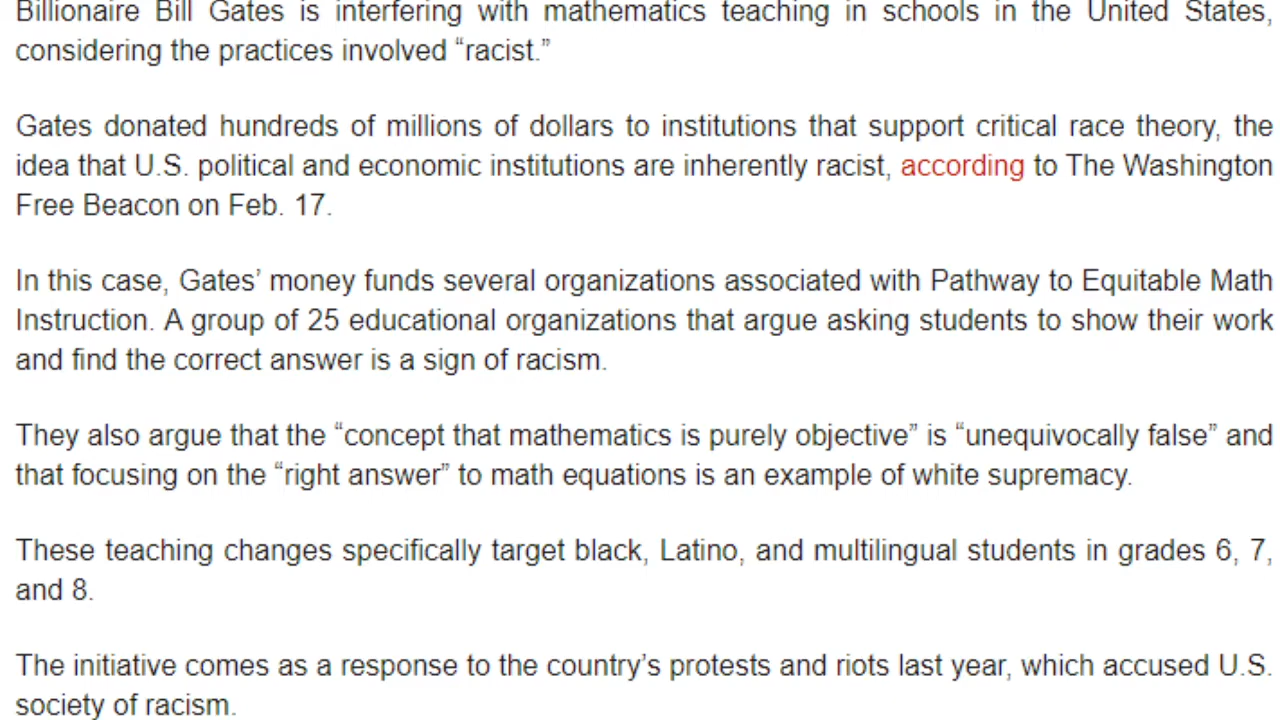 Billionaire Bill Gates is interfering with mathematics teaching in schools in the United States,
considering the practices involved “racist.”
Gates donated hundreds of millions of dollars to institutions that support critical race theory, the
idea that U.S. political and economic institutions are inherently racist, according to The Washington
Free Beacon on Feb. 17.
In this case, Gates’ money funds several organizations associated with Pathway to Equitable Math
Instruction. A group of 25 educational organizations that argue asking students to show their work
and find the correct answer is a sign of racism.
They also argue that the “concept that mathematics is purely objective” is “unequivocally false” and
that focusing on the “right answer” to math equations is an example of white supremacy.
These teaching changes specifically target black, Latino, and multilingual students in grades 6, 7,
and 8.
The initiative comes as a response to the country’s protests and riots last year, which accused U.S.
society of racism.